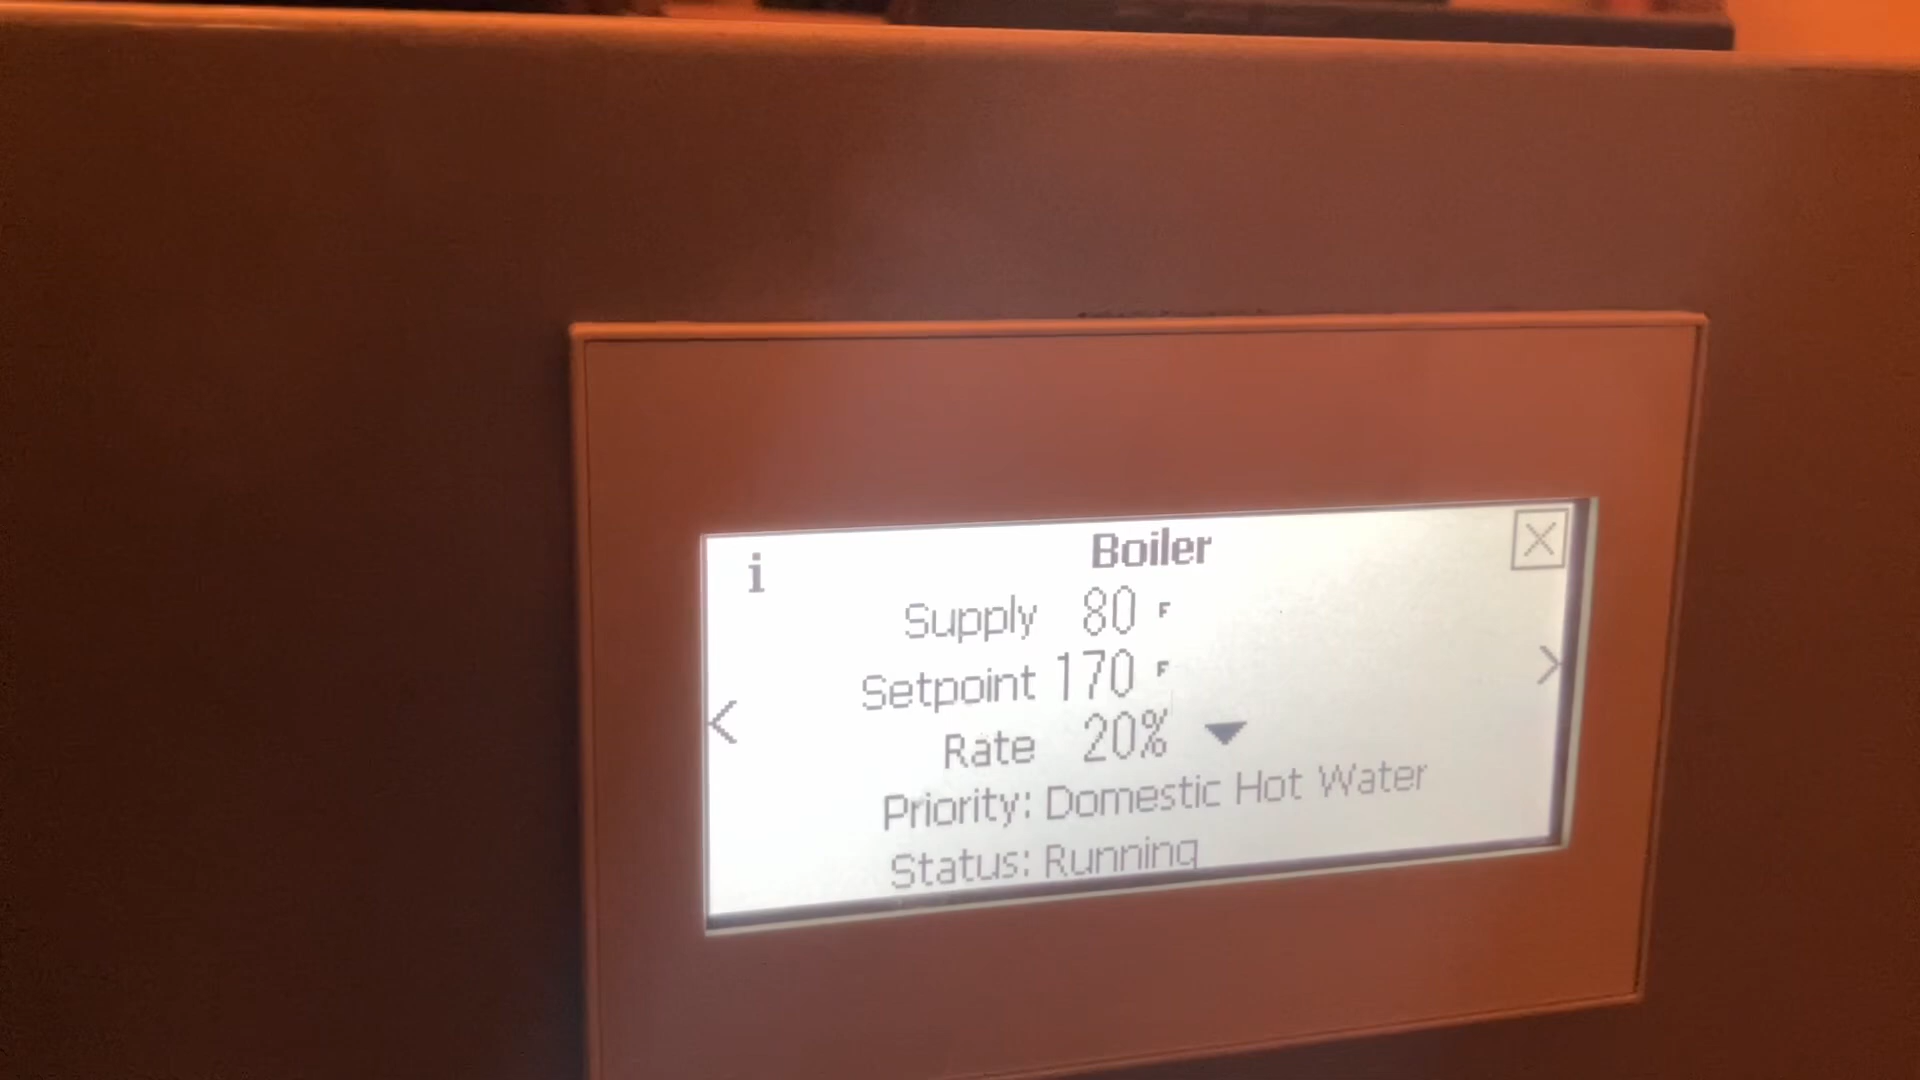 i Boiler
Supply 80 F
Setpoint 170 F
Rate 20%
Priority: Domestic Hot Water
Status: Running